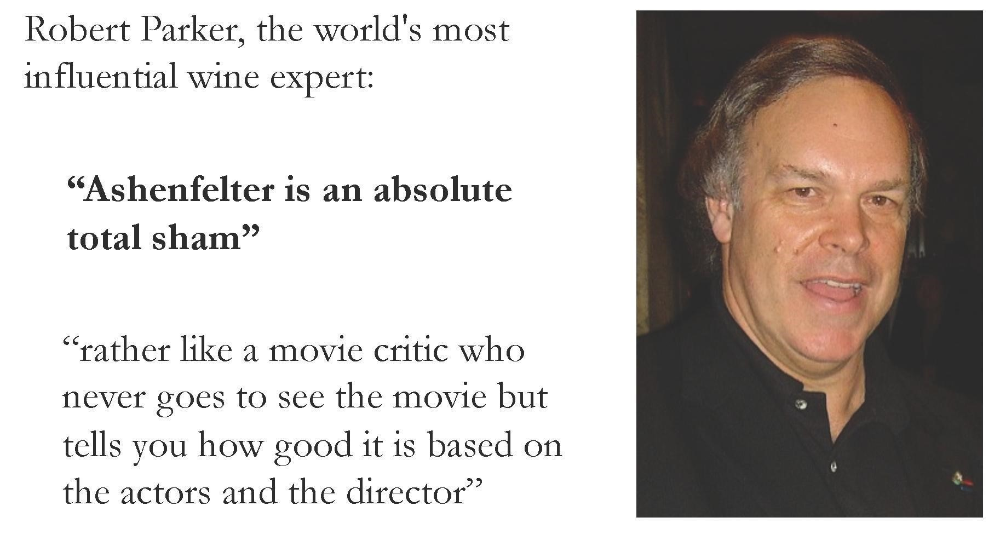 Robert Parker, the world's most
influential wine expert:
“Ashenfelter is an absolute
total sham”
“rather like a movie critic who
never goes to see the movie but
tells you how good it is based on
the actors and the director”